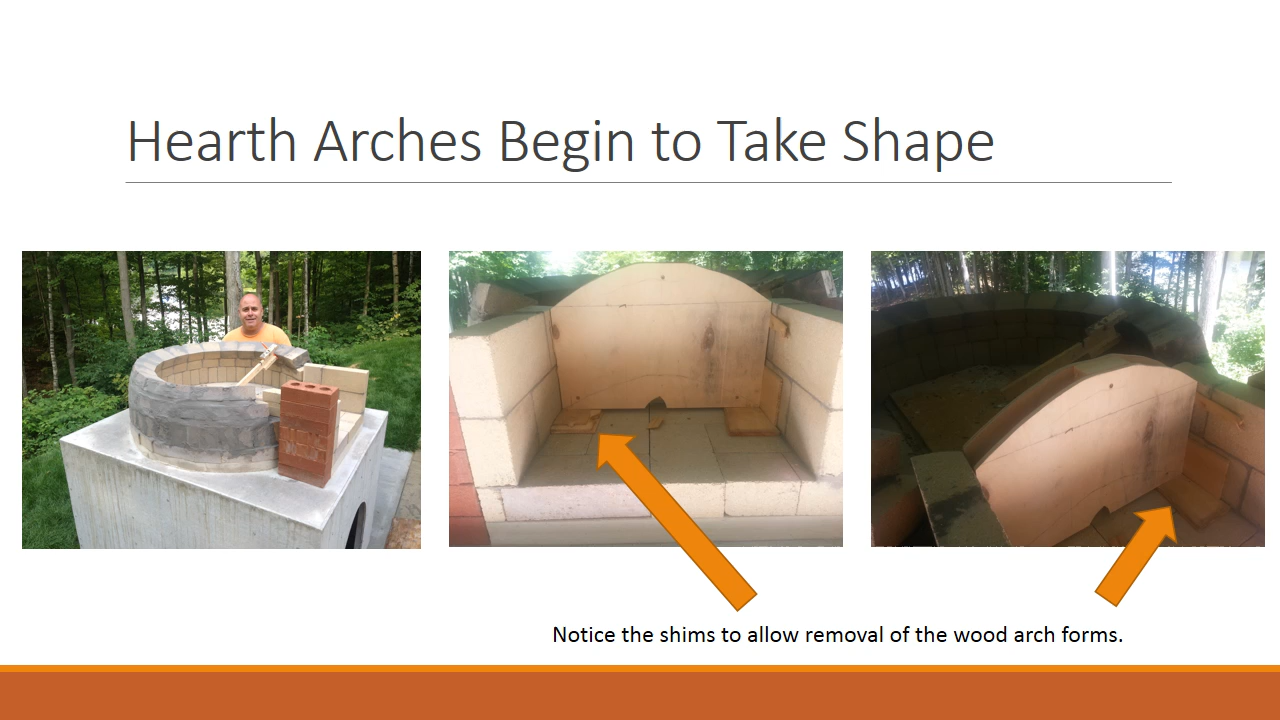 Hearth Arches Begin to Take Shape
Notice the shims to allow removal of the wood arch forms.